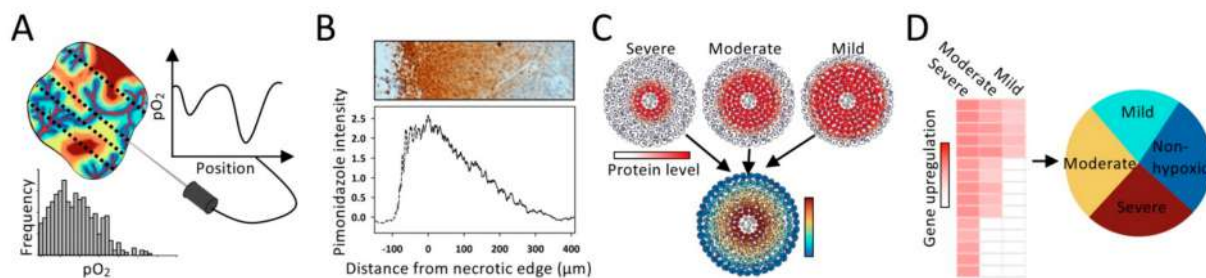 A
pO2
Position
Frequency
pO2
B
Pimonidazole intensity
2.5
2.0
1.5
1.0
0.5
0.0
-100 0 100 200 300 400
Distance from necrotic edge (µm)
C
Severe Moderate Mild
Protein level
D
Severe
Moderate
Mild
Gene upregulation
Mild
Non-
hypoxic
Moderate
Severe